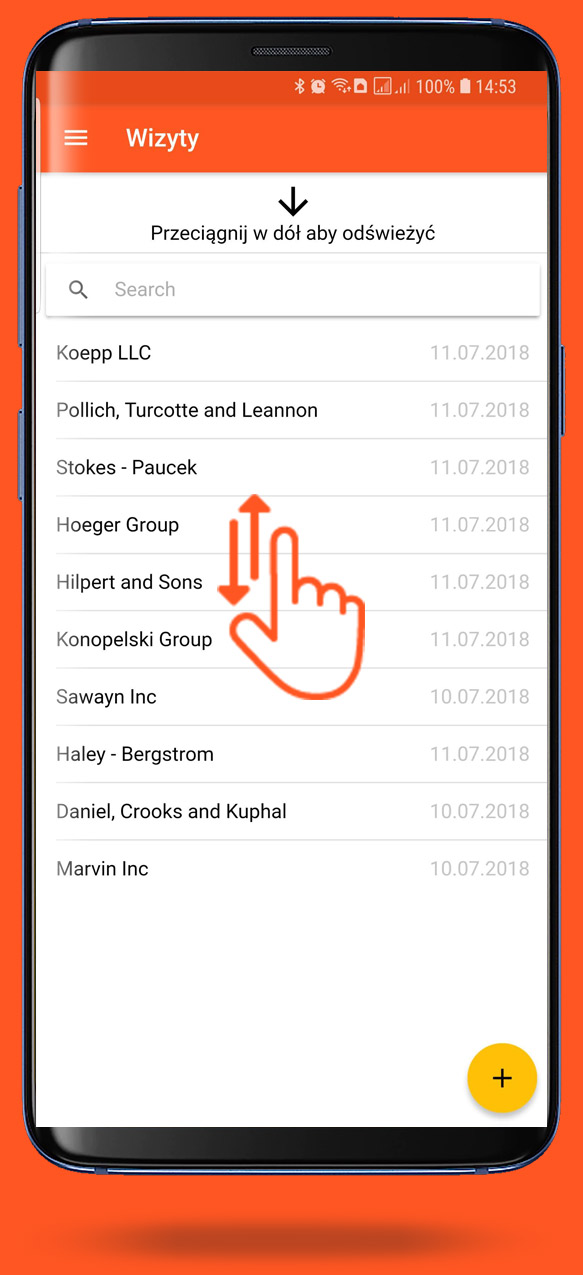 100% 14:53
Wizyty
Przeciągnij w dół aby odświeżyć
Search
Koepp LLC 11.07.2018
Pollich, Turcotte and Leannon 11.07.2018
Stokes - Paucek 11.07.2018
Hoeger Group 11.07.2018
Hilpert and Sons 11.07.2018
Konopelski Group 11.07.2018
Sawayn Inc 10.07.2018
Haley - Bergstrom 11.07.2018
Daniel, Crooks and Kuphal 10.07.2018
Marvin Inc 10.07.2018